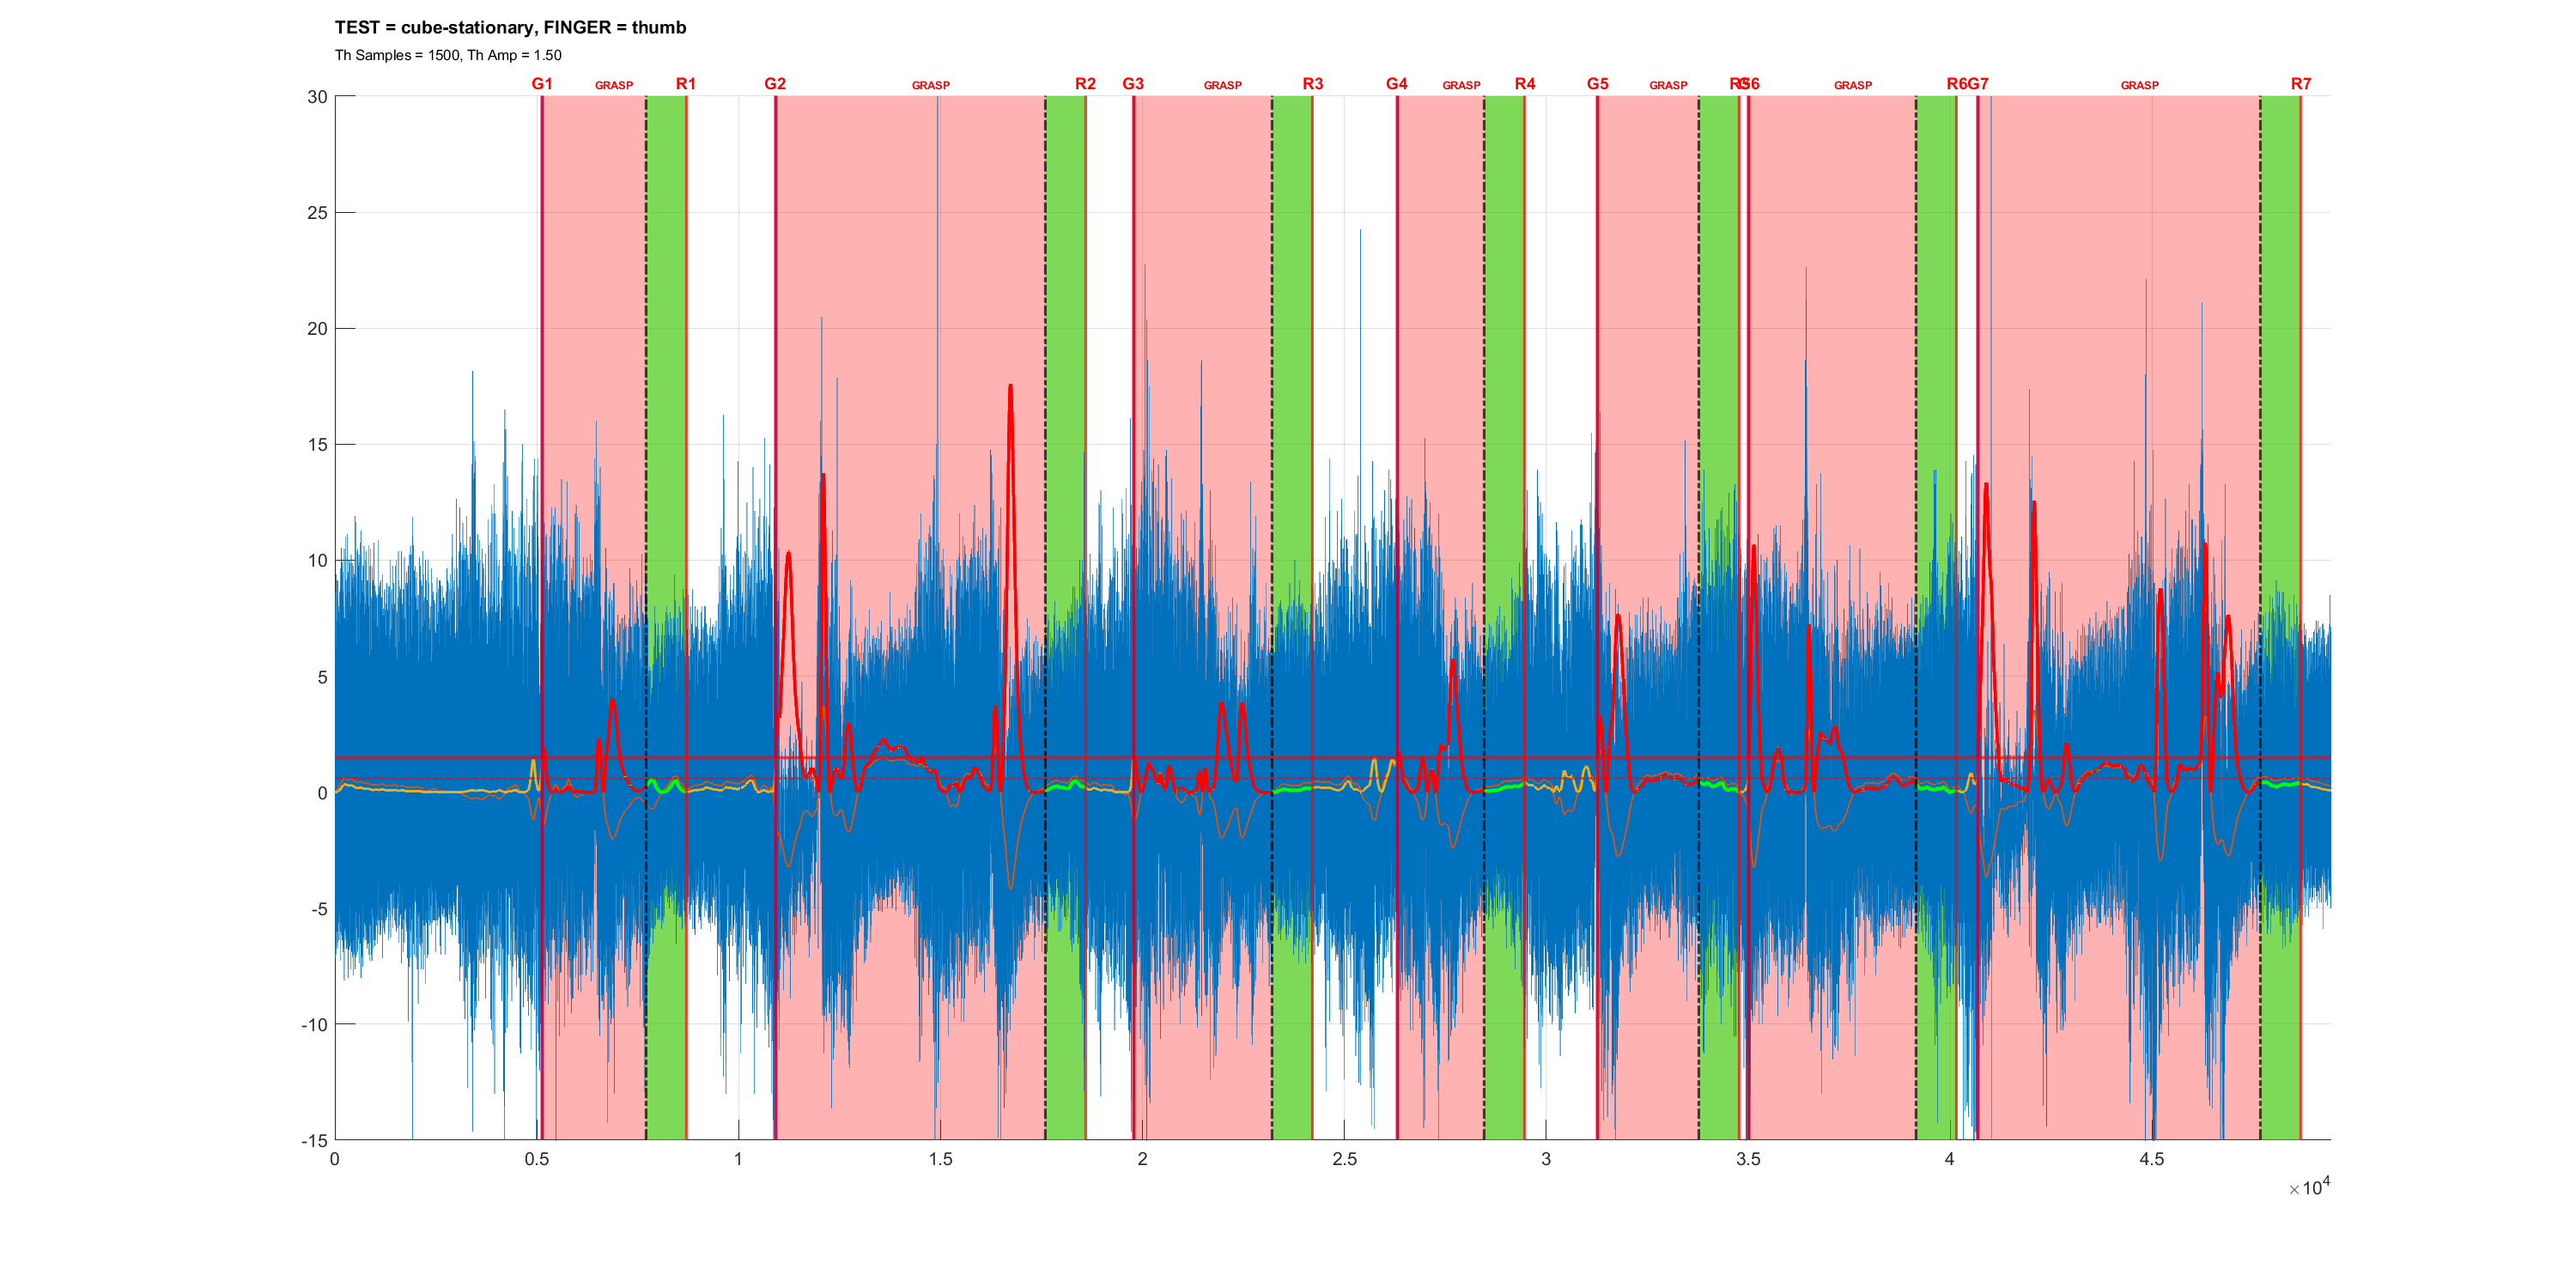 TEST = cube-stationary, FINGER = thumb
Th Samples = 1500, Th Amp = 1.50
G1 GRASP R1 G2 GRASP R2 G3 GRASP R3 G4 GRASP R4 G5 GRASP R5 G6 GRASP R6 G7 GRASP R7
30
25
20
15
10
5
0
-5
-10
-15
0 0.5 1 1.5 2 2.5 3 3.5 4 4.5
×10⁴